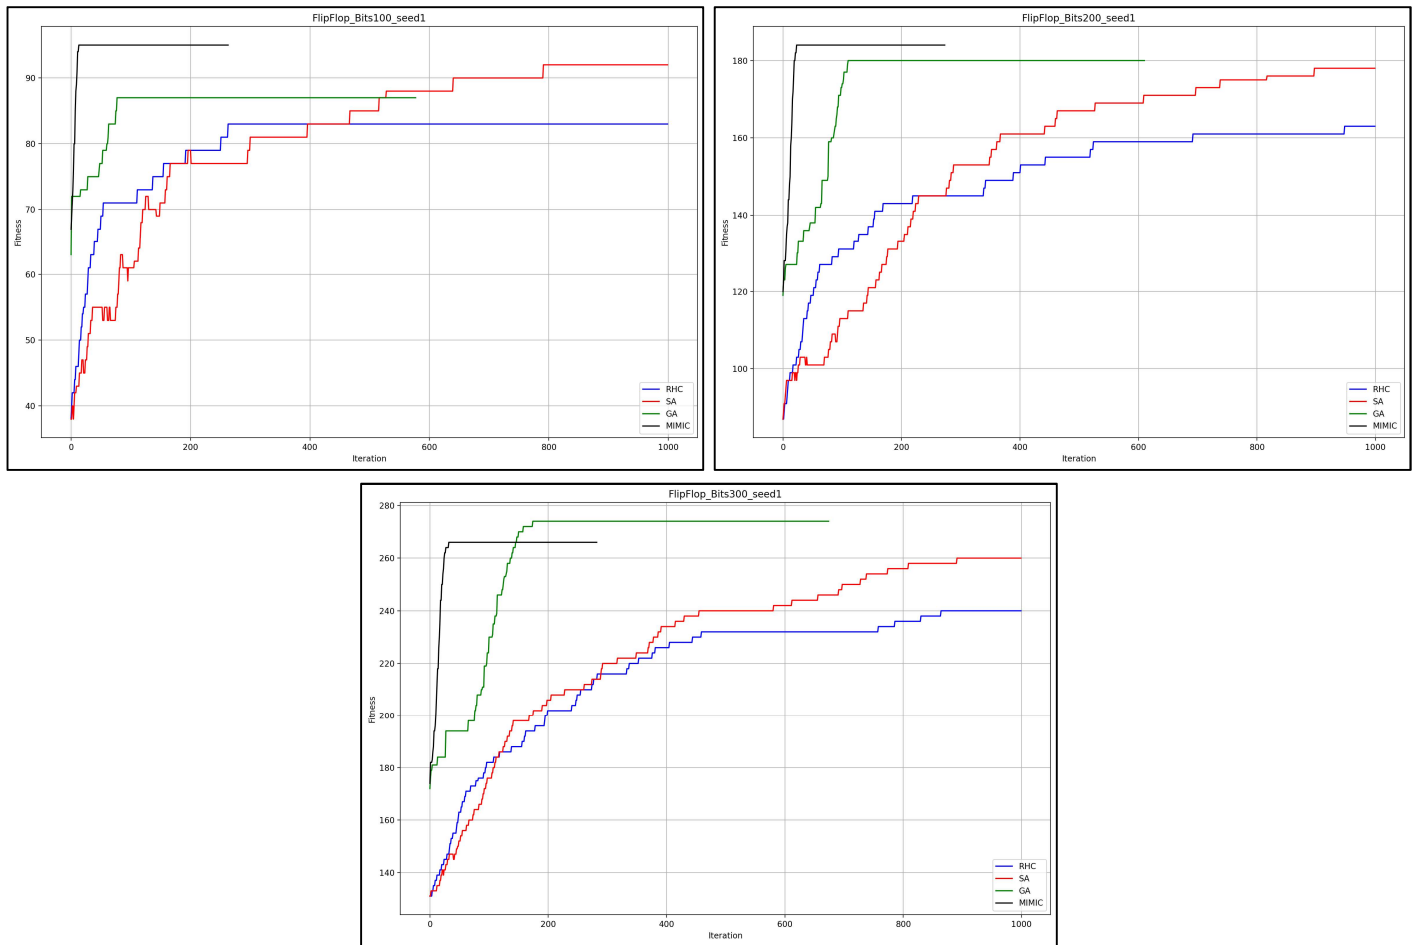 FlipFlop_Bits100_seed1
90
80
70
60
50
40
Fitness
0
200
400
600
800
1000
Iteration
RHC
SA
GA
MIMIC
FlipFlop_Bits200_seed1
180
160
140
120
100
Fitness
0
200
400
600
800
1000
Iteration
RHC
SA
GA
MIMIC
FlipFlop_Bits300_seed1
280
260
240
220
200
180
160
140
Fitness
0
200
400
600
800
1000
Iteration
RHC
SA
GA
MIMIC